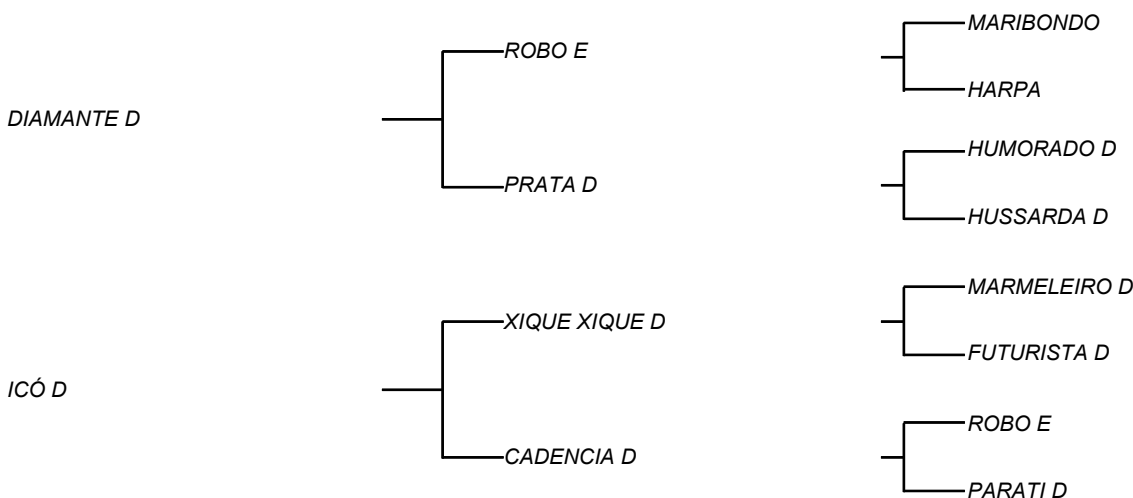 MARIBONDO
ROBO E
HARPA
DIAMANTE D
HUMORADO D
PRATA D
HUSSARDA D
MARMELEIRO D
XIQUE XIQUE D
FUTURISTA D
ICÓ D
ROBO E
CADENCIA D
PARATI D